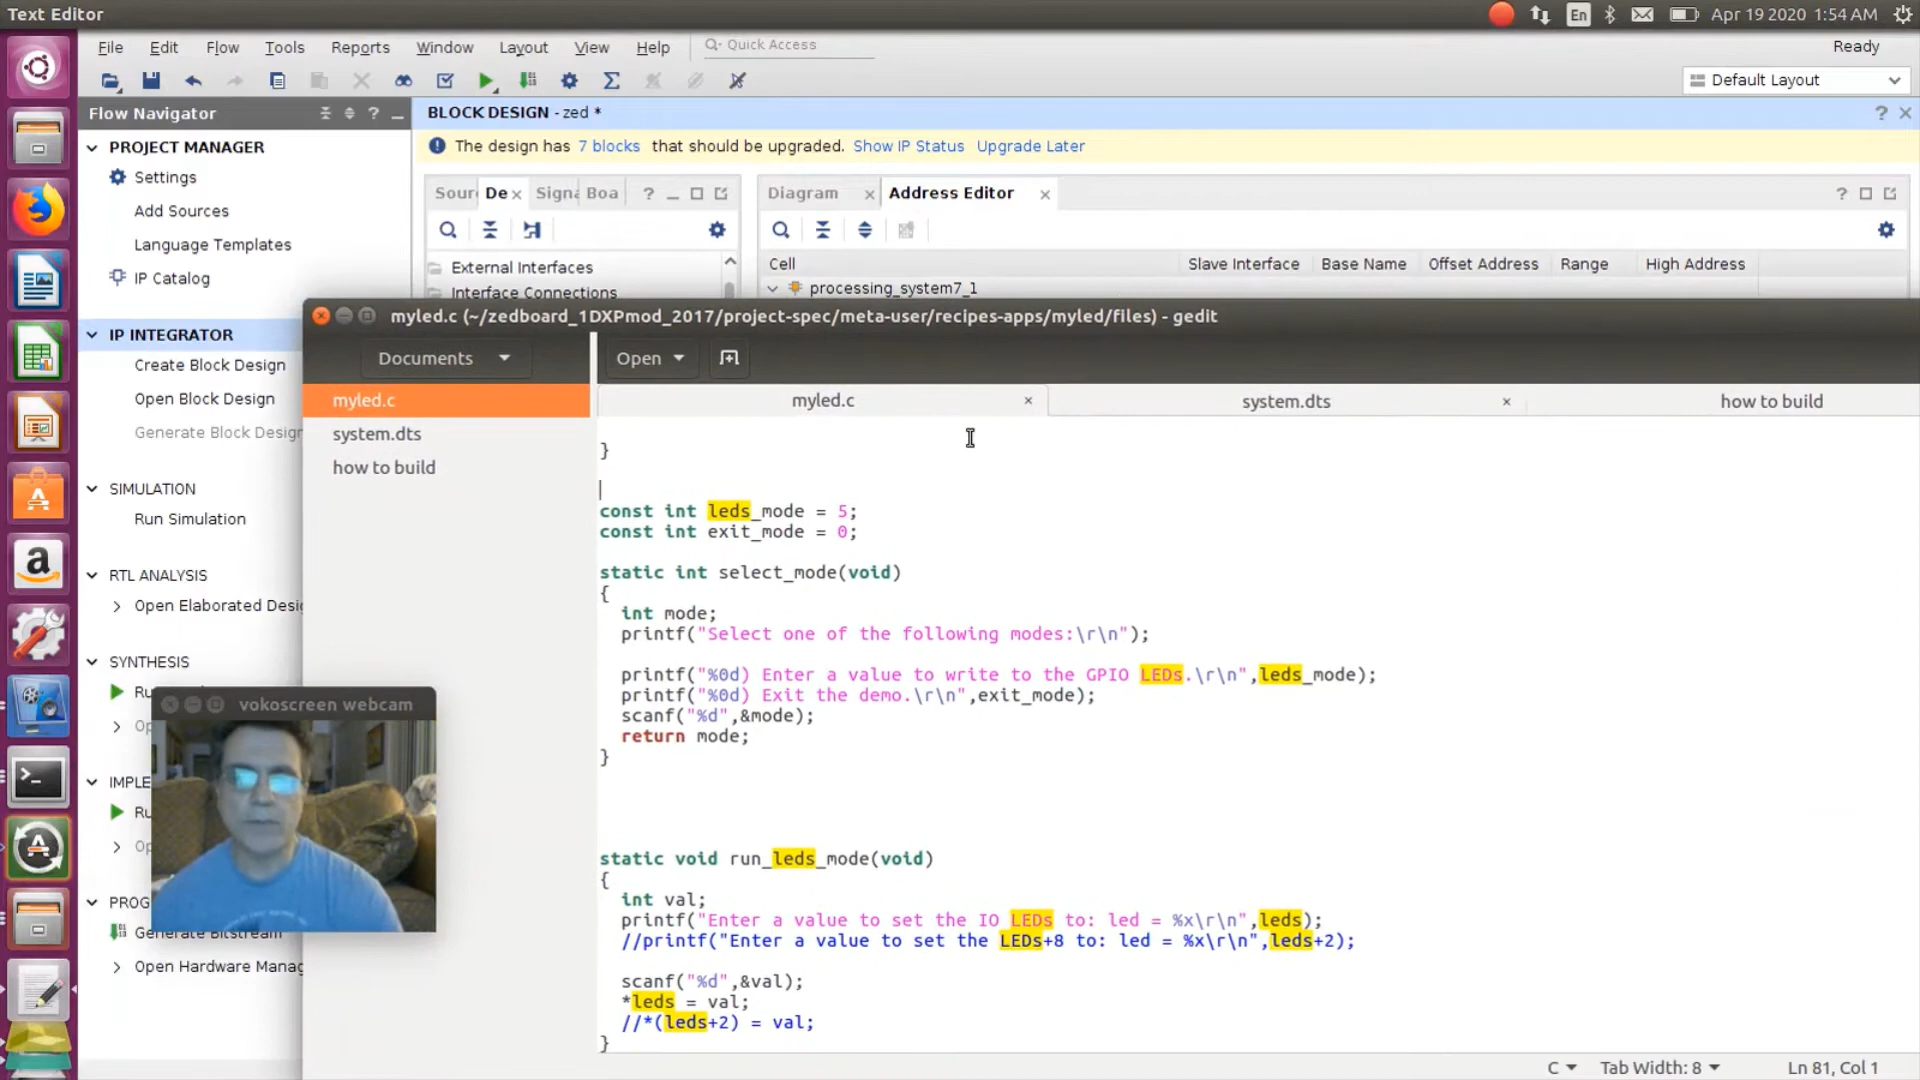 Text Editor
En
Apr 19 2020 1:54 AM
File Edit Flow Tools Reports Window Layout View Help
Quick Access
Ready
Default Layout
Flow Navigator
BLOCK DESIGN - zed *
The design has 7 blocks that should be upgraded. Show IP Status Upgrade Later
PROJECT MANAGER
Settings
Add Sources
Language Templates
IP Catalog
De
Boa
Diagram
Address Editor
External Interfaces
Interface Connections
Cell Slave Interface Base Name Offset Address Range High Address
processing_system7_1
IP INTEGRATOR
Create Block Design
Open Block Design
Generate Block Design
SIMULATION
Run Simulation
RTL ANALYSIS
Open Elaborated Desi
SYNTHESIS
Ru
IMPLE
Ru
Op
PROG
Generate Bitstream
Open Hardware Manag
myled.c (~/zedboard_1DXPmod_2017/project-spec/meta-user/recipes-apps/myled/files) - gedit
Documents
Open
myled.c
system.dts
how to build
myled.c
system.dts
how to build
}
const int leds_mode = 5;
const int exit_mode = 0;
static int select_mode(void)
{
int mode;
printf("Select one of the following modes:\r\n");
printf("%0d) Enter a value to write to the GPIO LEDs.\r\n",leds_mode);
printf("%0d) Exit the demo.\r\n",exit_mode);
scanf("%d",&mode);
return mode;
}
static void run_leds_mode(void)
{
int val;
printf("Enter a value to set the IO LEDs to: led = %x\r\n",leds);
//printf("Enter a value to set the LEDs+8 to: led = %x\r\n",leds+2);
scanf("%d",&val);
*leds = val;
//*(leds+2) = val;
}
vokoscreen webcam
C Tab Width: 8 Ln 81, Col 1